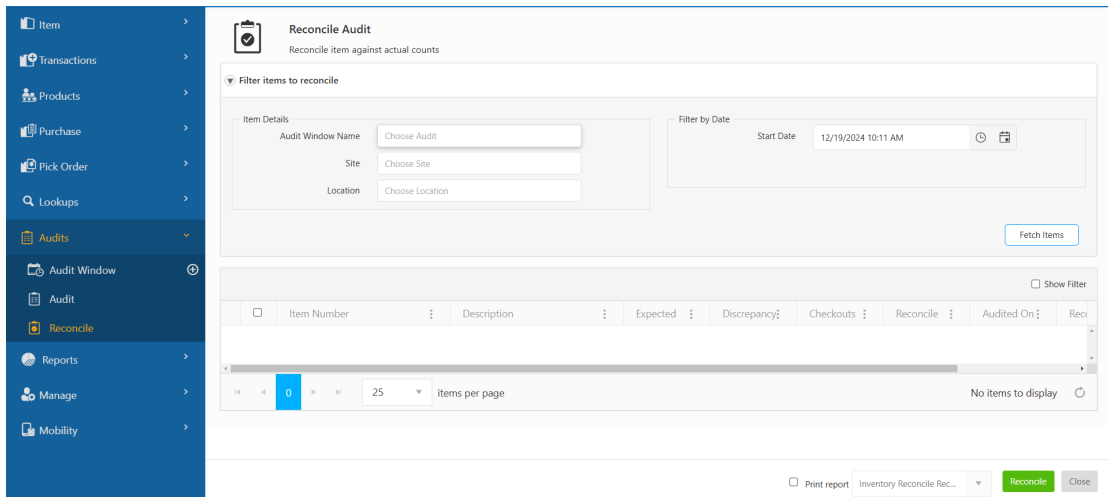 Item
Transactions
Products
Purchase
Pick Order
Lookups
Audits
Audit Window
Audit
Reconcile
Reports
Manage
Mobility
Reconcile Audit
Reconcile item against actual counts
Filter items to reconcile
Item Details
Audit Window Name Choose Audit
Site Choose Site
Location Choose Location
Filter by Date
Start Date 12/19/2024 10:11 AM
Fetch Items
Show Filter
Item Number Description Expected Discrepancy Checkouts Reconcile Audited On Reco
0 25 items per page No items to display
Print report Inventory Reconcile Rec... Reconcile Close